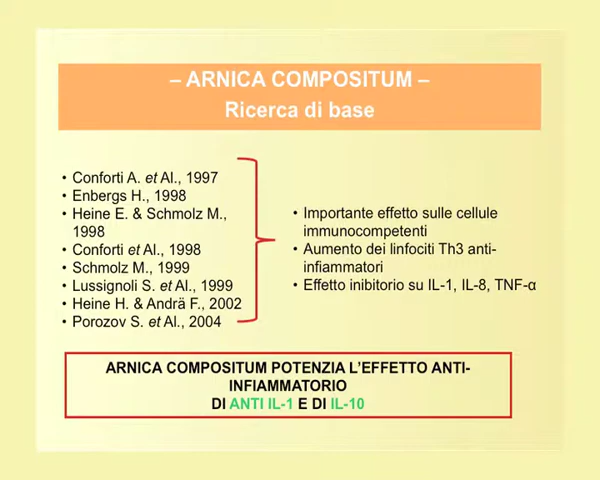 – ARNICA COMPOSITUM –
Ricerca di base
• Conforti A. et Al., 1997
• Enbergs H., 1998
• Heine E. & Schmolz M.,
1998
• Conforti et Al., 1998
• Schmolz M., 1999
• Lussignoli S. et Al., 1999
• Heine H. & Andrä F., 2002
• Porozov S. et Al., 2004
• Importante effetto sulle cellule
immunocompetenti
• Aumento dei linfociti Th3 anti-
infiammatori
• Effetto inibitorio su IL-1, IL-8, TNF-α
ARNICA COMPOSITUM POTENZIA L’EFFETTO ANTI-
INFIAMMATORIO
DI ANTI IL-1 E DI IL-10